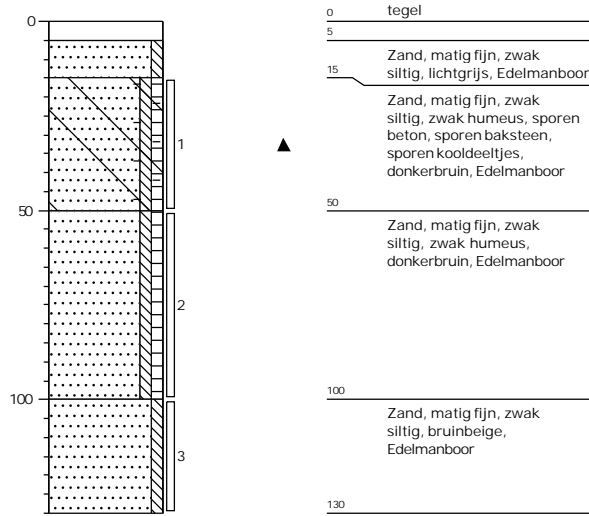 0
50
100
1
2
3
0
tegel
5
Zand, matig fijn, zwak
siltig, lichtgrijs, Edelmanboor
15
Zand, matig fijn, zwak
siltig, zwak humeus, sporen
beton, sporen baksteen,
sporen kooldeeltjes,
donkerbruin, Edelmanboor
50
Zand, matig fijn, zwak
siltig, zwak humeus,
donkerbruin, Edelmanboor
100
Zand, matig fijn, zwak
siltig, bruinbeige,
Edelmanboor
130